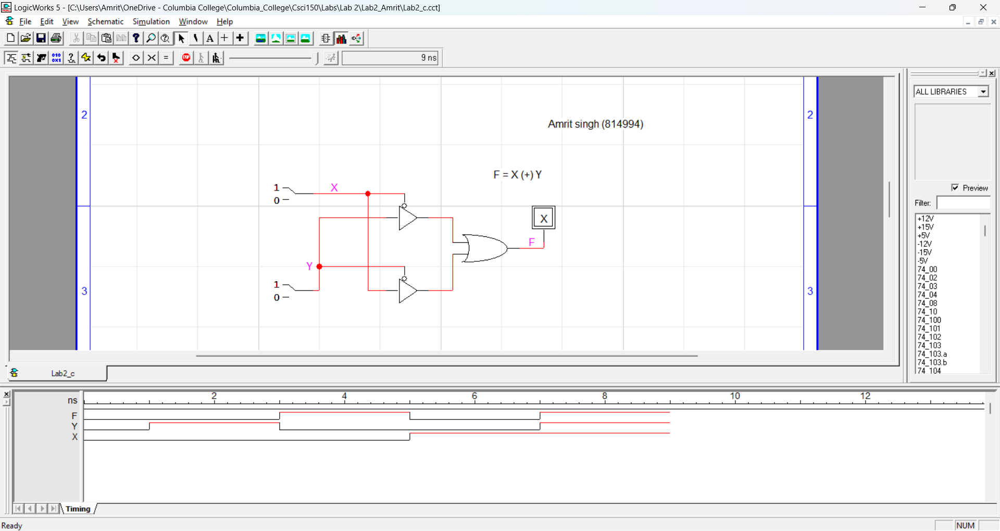 LogicWorks 5 - [C:\Users\Amrit\OneDrive - Columbia College\Columbia_College\Csci150\Labs\Lab 2\Lab2_Amrit\Lab2_c.cct]
File Edit View Schematic Simulation Window Help
9 ns
ALL LIBRARIES
Preview
Filter:
+12V
+15V
+5V
-12V
-15V
-5V
74_00
74_02
74_03
74_04
74_08
74_10
74_100
74_101
74_102
74_103
74_103.a
74_103.b
74_104
2
2
3
3
Amrit singh (814994)
F = X (+) Y
1
0
X
X
F
Y
1
0
Lab2_c
ns 2 4 6 8 10 12
F
Y
X
Timing
Ready
NUM